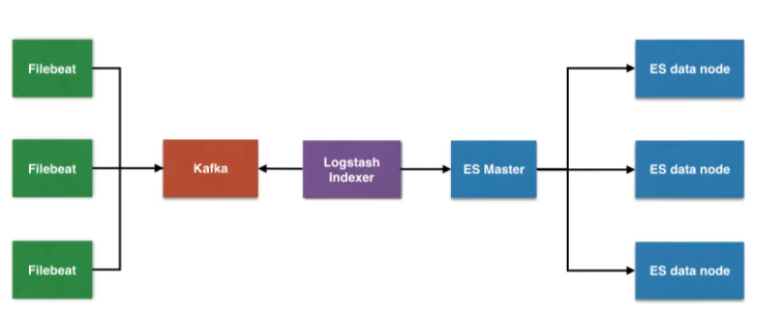 Filebeat
Filebeat
Filebeat
Kafka
Logstash
Indexer
ES Master
ES data node
ES data node
ES data node